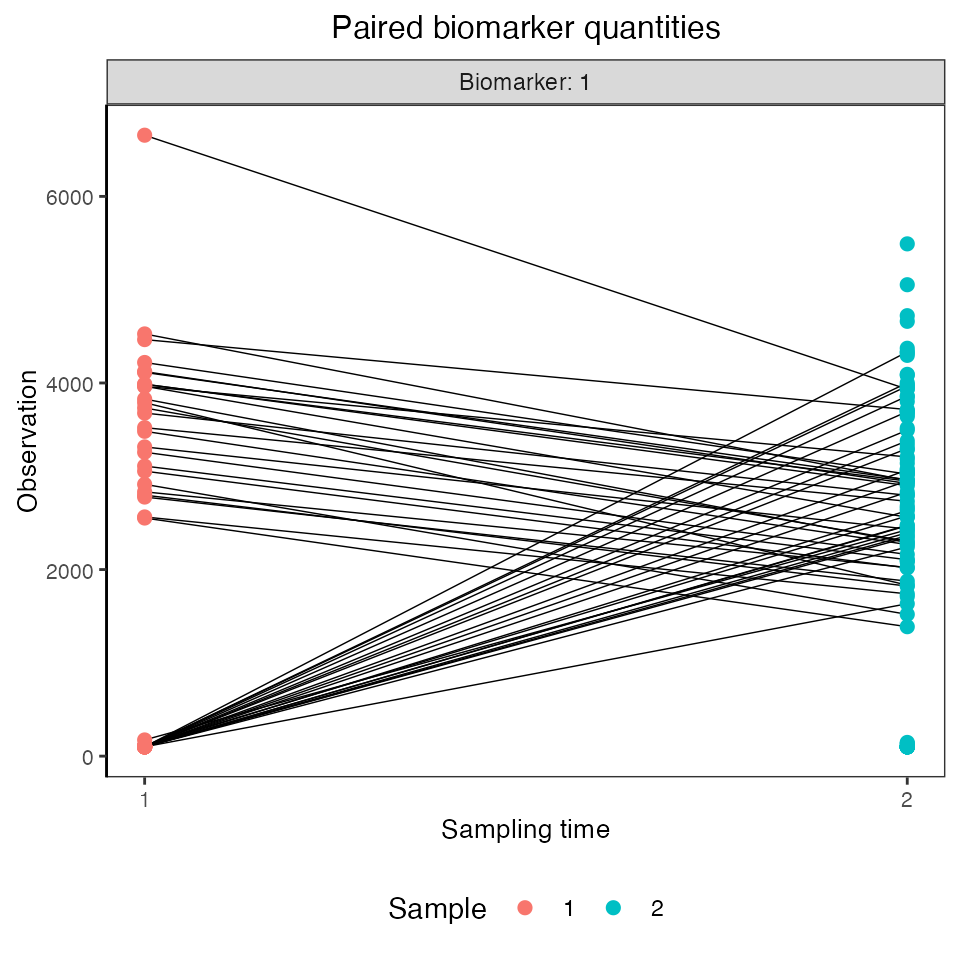 Paired biomarker quantities
Biomarker: 1
Observation
6000
4000
2000
0
1 2
Sampling time
Sample 1 2